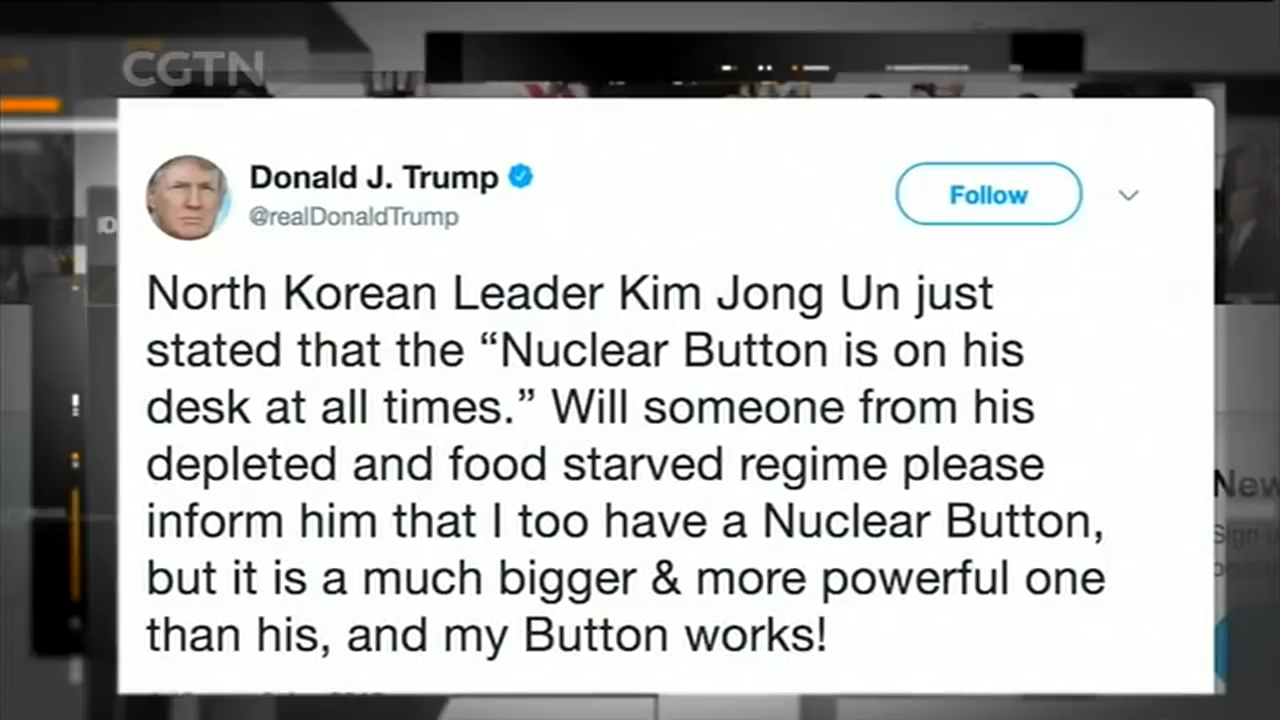 CGTN
Donald J. Trump
@realDonaldTrump
Follow
North Korean Leader Kim Jong Un just
stated that the “Nuclear Button is on his
desk at all times.” Will someone from his
depleted and food starved regime please
inform him that I too have a Nuclear Button,
but it is a much bigger & more powerful one
than his, and my Button works!
New